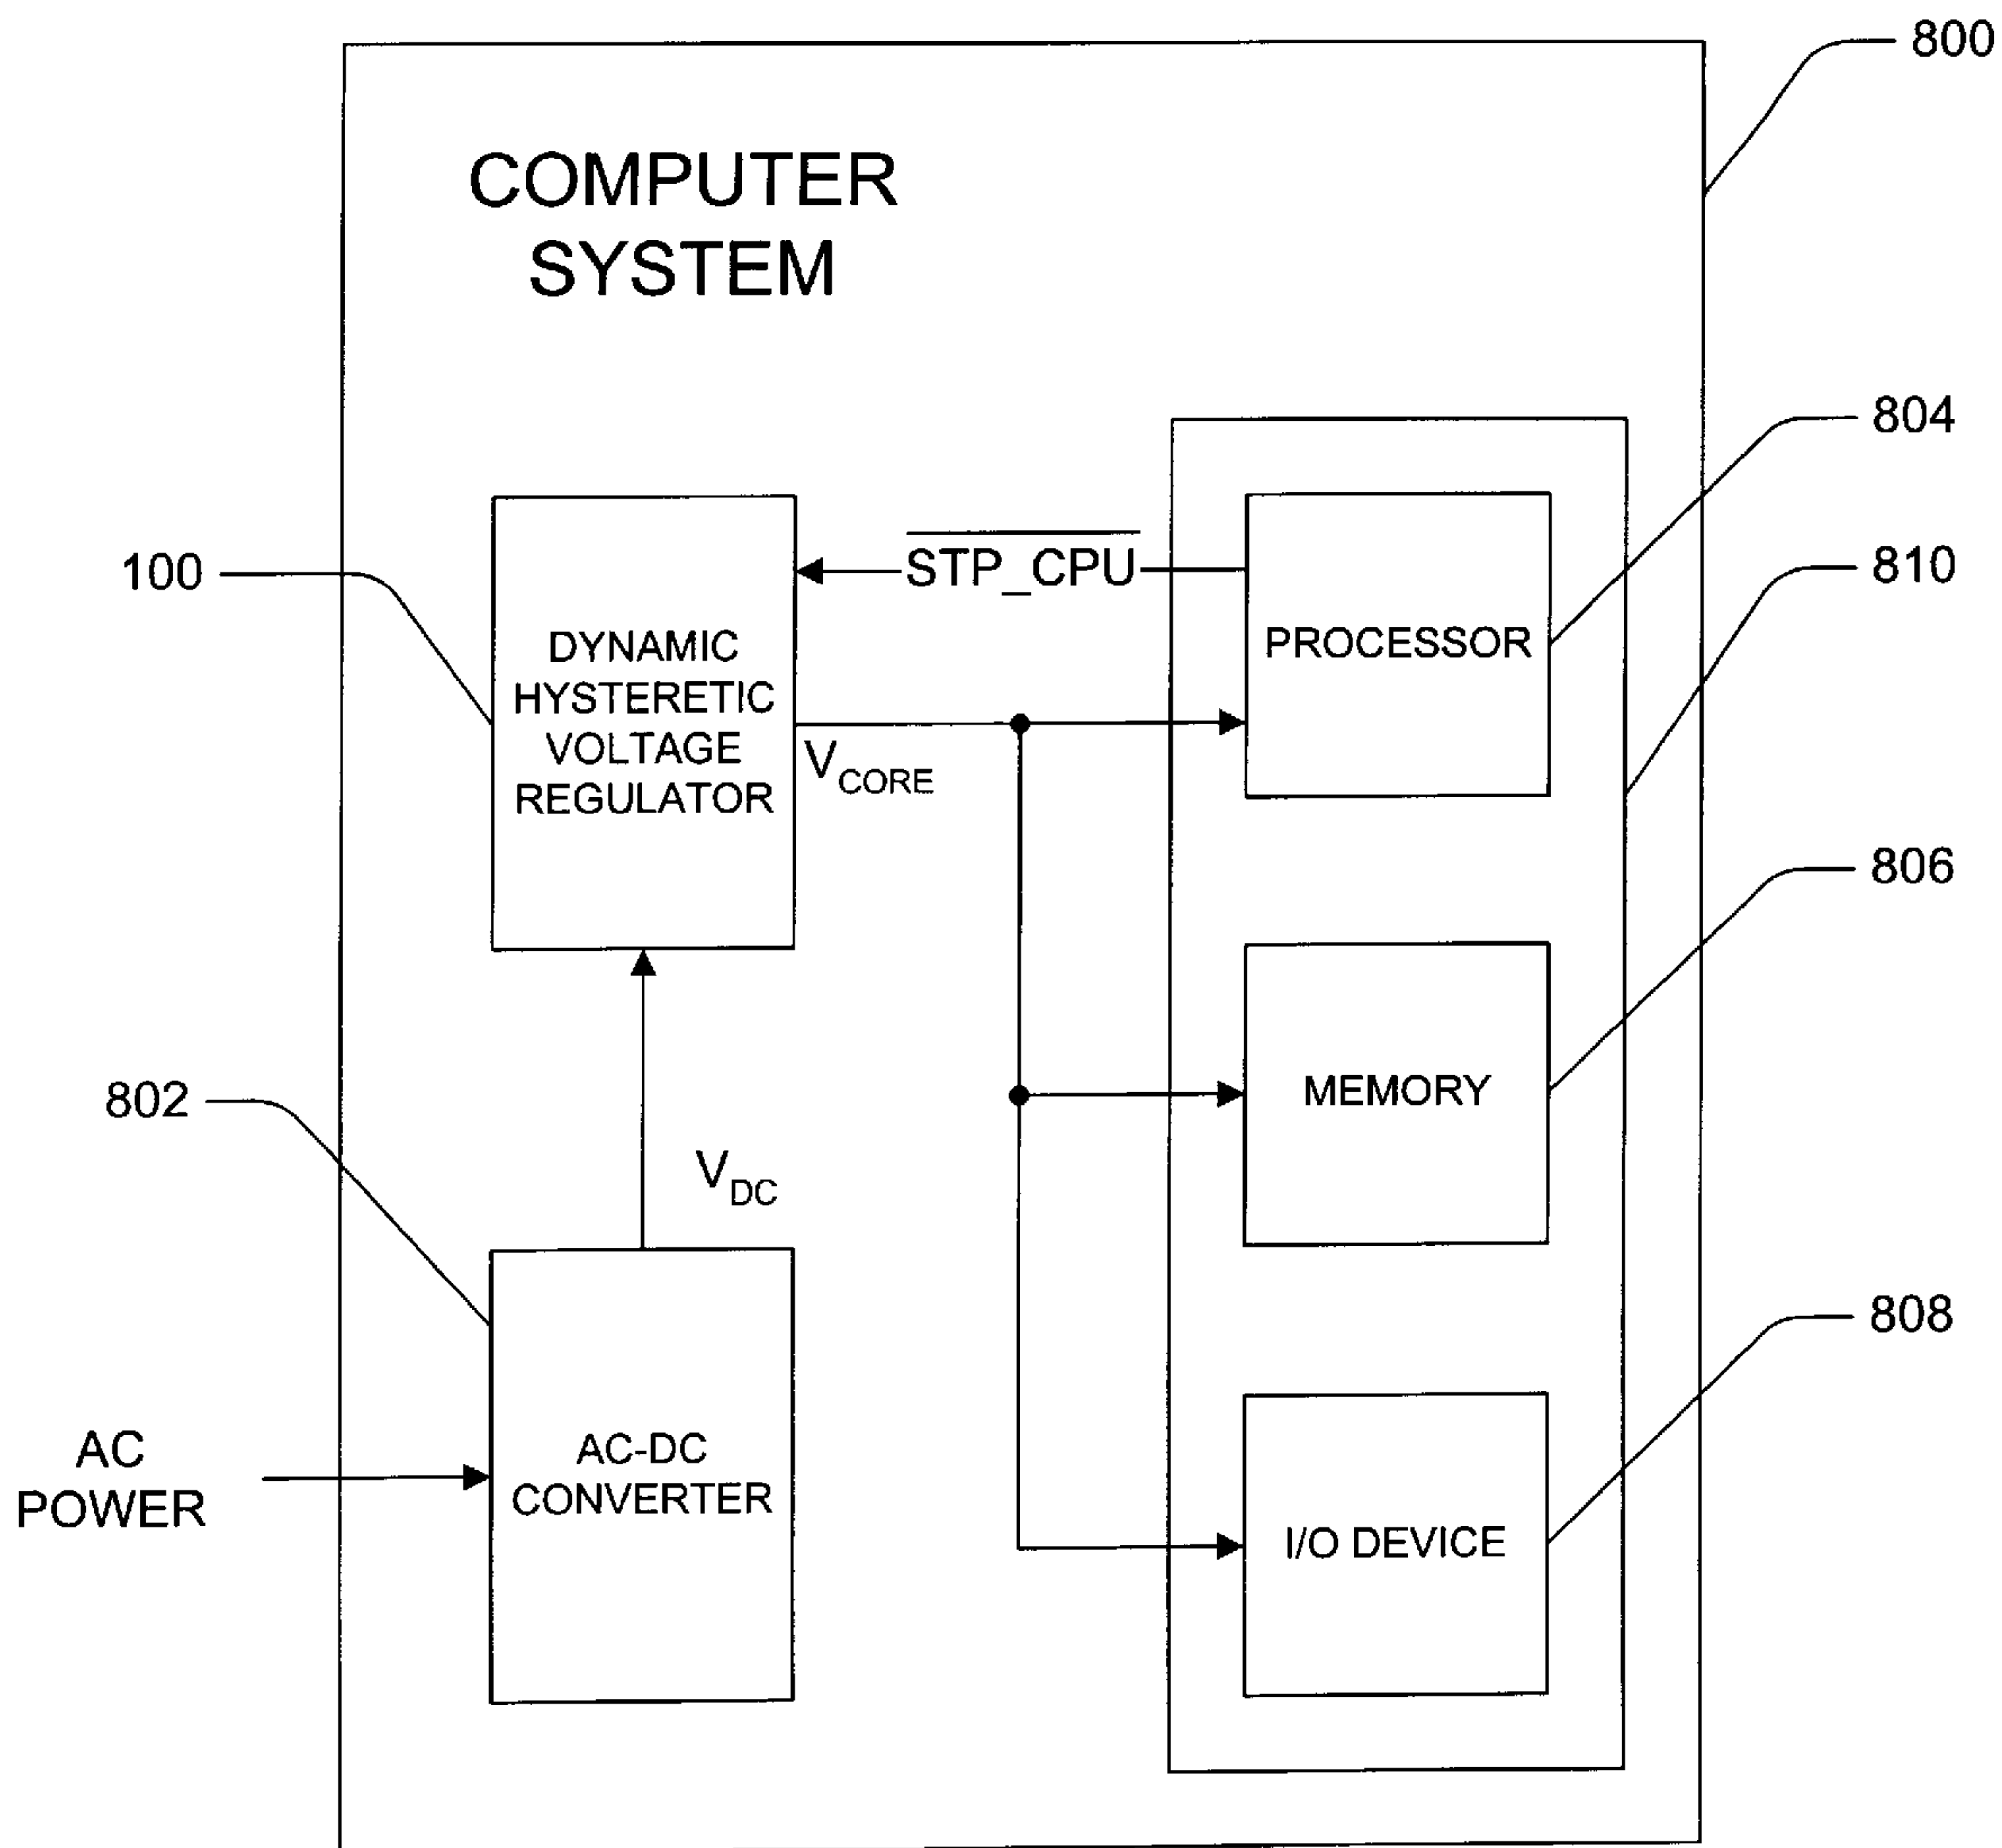 800
COMPUTER
SYSTEM
804
STP_CPU
100
810
DYNAMIC
HYSTERETIC
VOLTAGE
REGULATOR
PROCESSOR
VCORE
806
MEMORY
802
VDC
808
AC
POWER
AC-DC
CONVERTER
I/O DEVICE